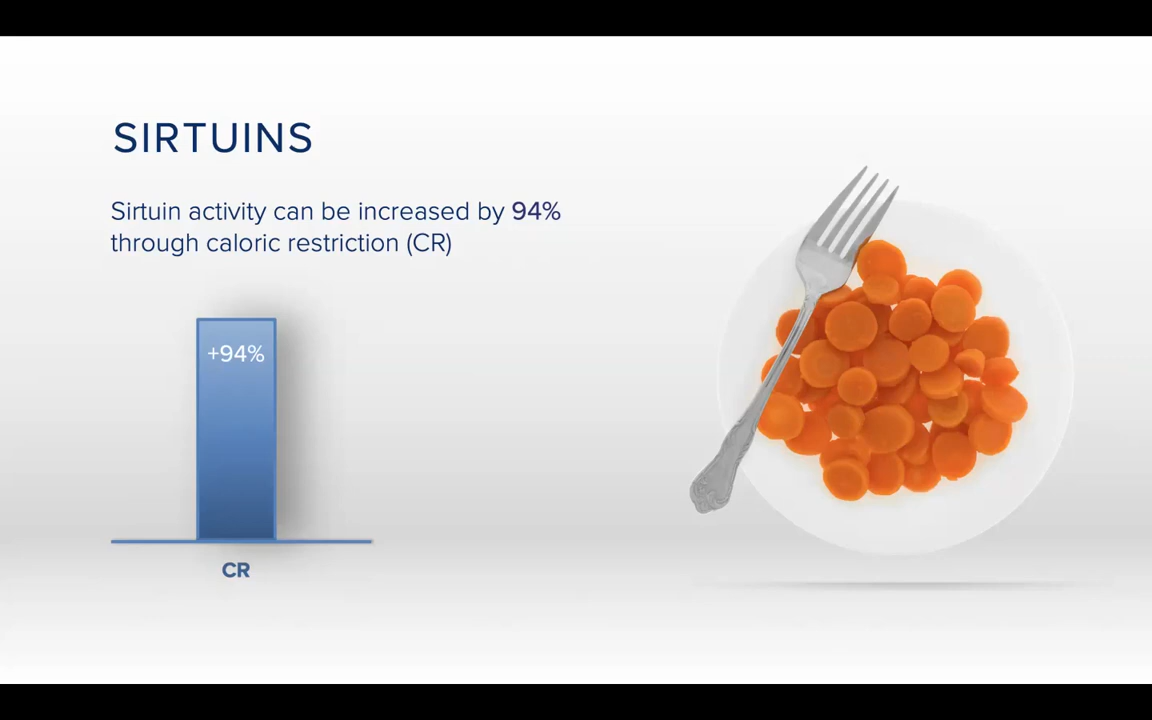 SIRTUINS
Sirtuin activity can be increased by 94%
through caloric restriction (CR)
+94%
CR